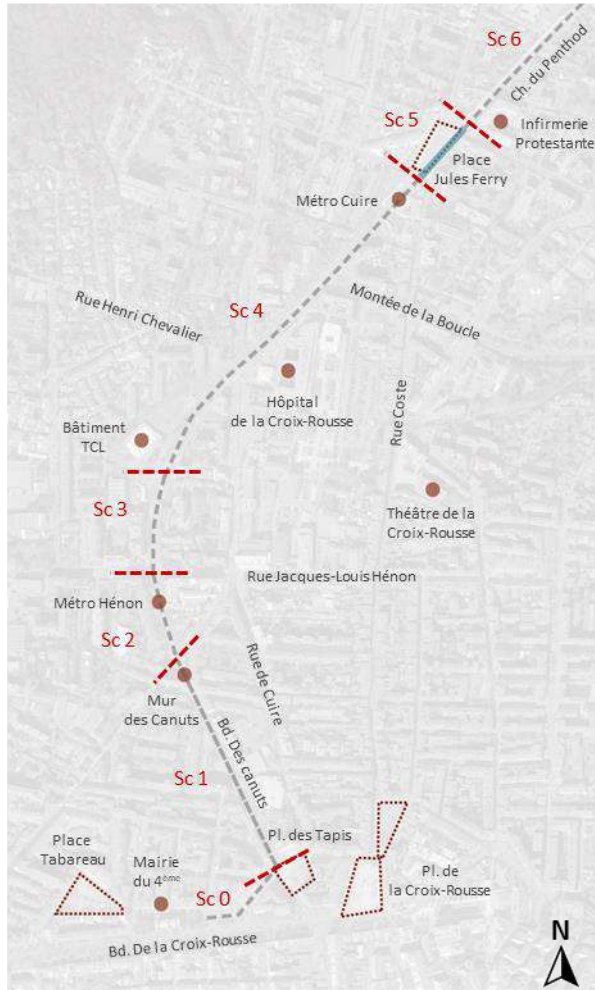 Sc 6
Ch. du Penthod
Sc 5
Infirmerie
Protestante
Place
Jules Ferry
Métro Cuire
Sc 4
Rue Henri Chevalier
Montée de la Boucle
Hôpital
de la Croix-Rousse
Rue Coste
Bâtiment
TCL
Sc 3
Théâtre de la
Croix-Rousse
Rue Jacques-Louis Hénon
Métro Hénon
Sc 2
Rue de Cuire
Mur
des Canuts
Bd. Des canuts
Sc 1
Pl. des Tapis
Place
Tabareau
Mairie
du 4ème
Sc 0
Pl. de
la Croix-Rousse
Bd. De la Croix-Rousse
N